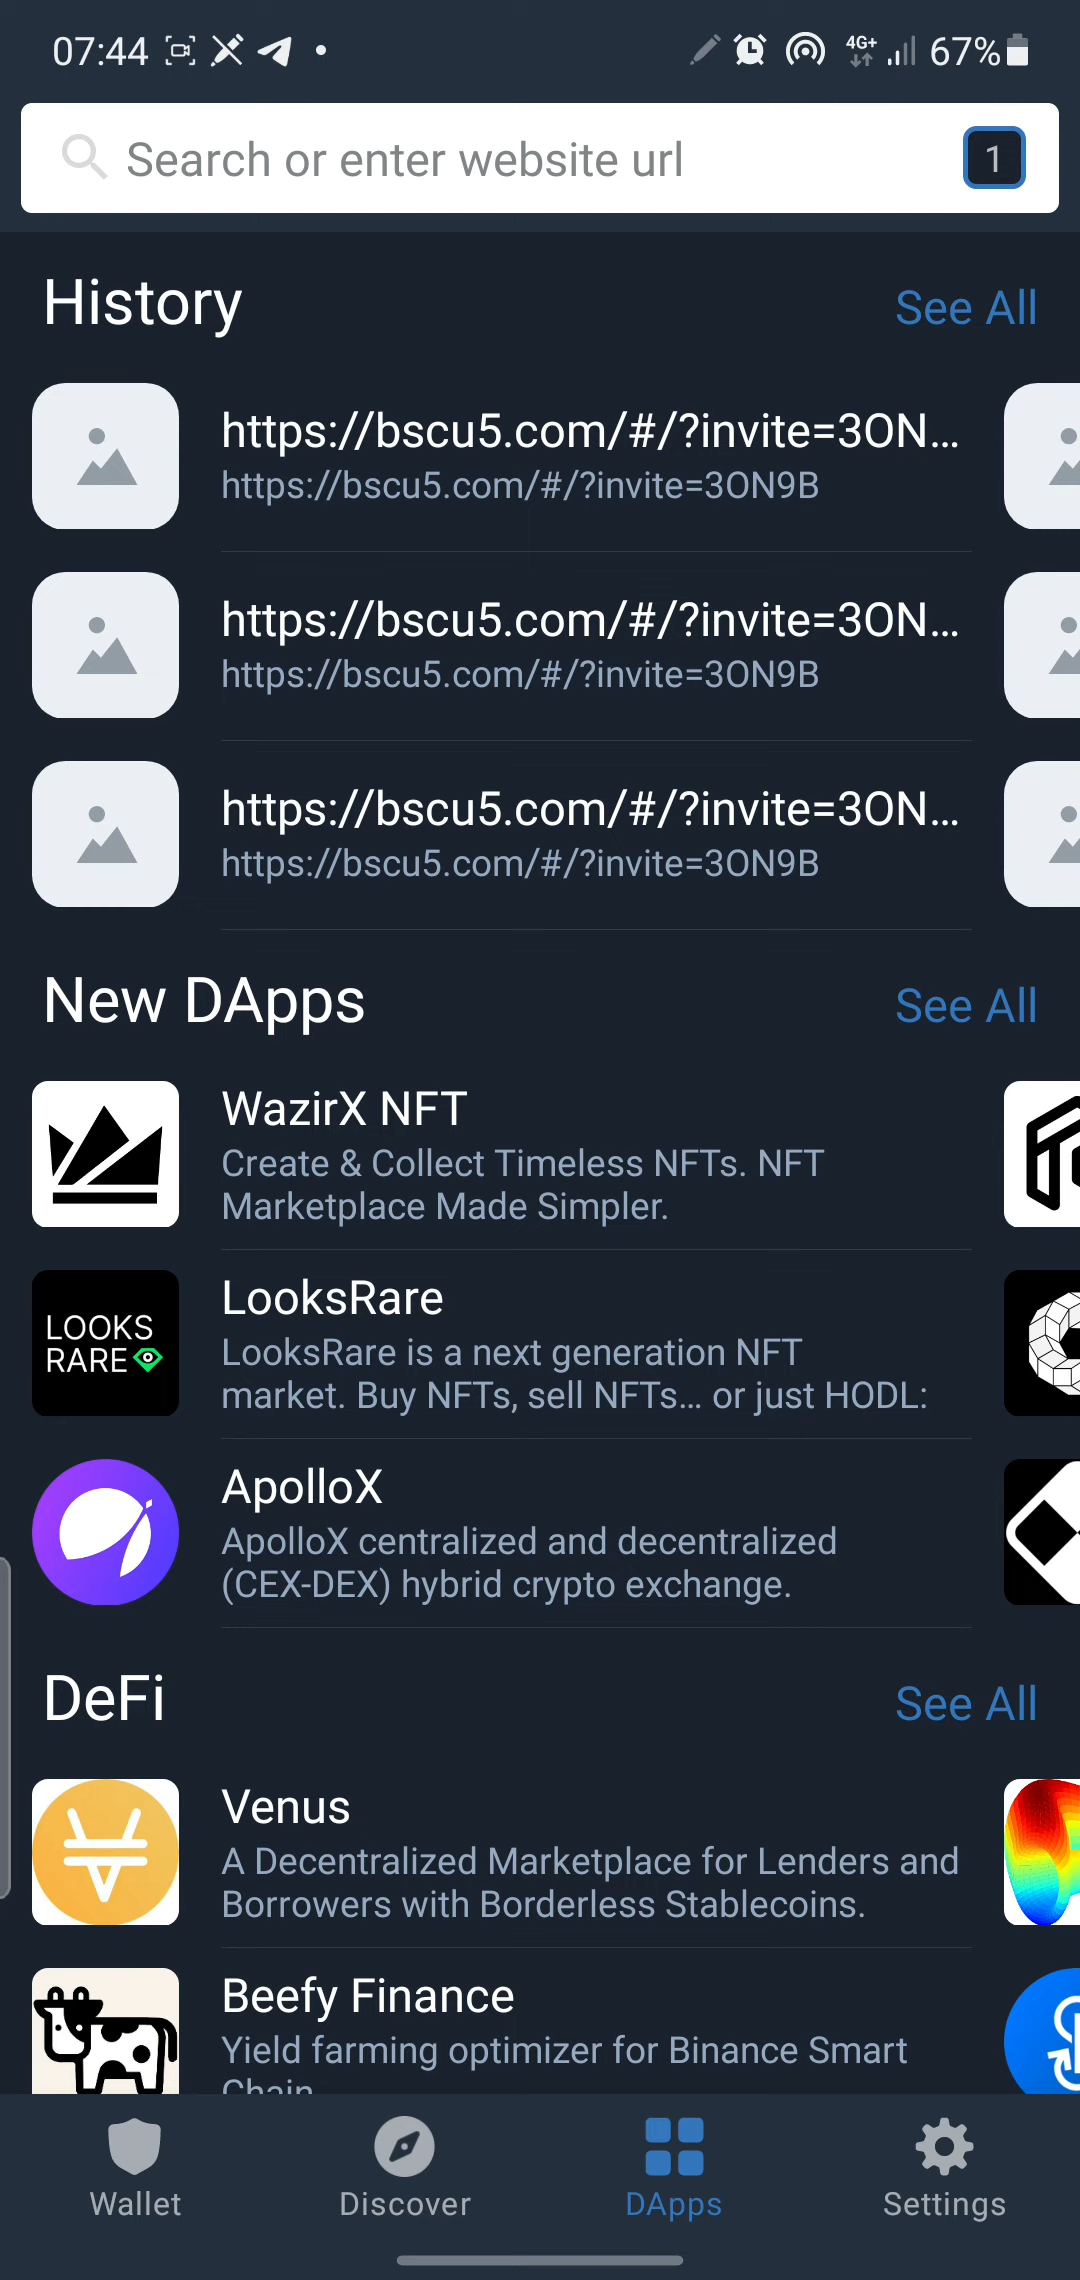 07:44
4G+
67%
Search or enter website url
1
History
See All
https://bscu5.com/#/?invite=3ON...
https://bscu5.com/#/?invite=3ON9B
https://bscu5.com/#/?invite=3ON...
https://bscu5.com/#/?invite=3ON9B
https://bscu5.com/#/?invite=3ON...
https://bscu5.com/#/?invite=3ON9B
New DApps
See All
WazirX NFT
Create & Collect Timeless NFTs. NFT
Marketplace Made Simpler.
LOOKS
RARE
LooksRare
LooksRare is a next generation NFT
market. Buy NFTs, sell NFTs... or just HODL:
ApolloX
ApolloX centralized and decentralized
(CEX-DEX) hybrid crypto exchange.
DeFi
See All
Venus
A Decentralized Marketplace for Lenders and
Borrowers with Borderless Stablecoins.
Beefy Finance
Yield farming optimizer for Binance Smart
Chain
Wallet
Discover
DApps
Settings